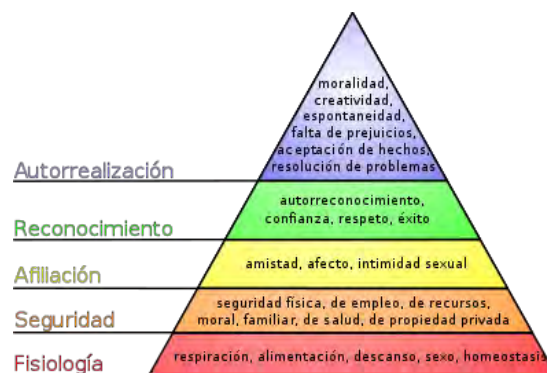 moralidad,
creatividad,
espontaneidad,
falta de prejuicios,
aceptación de hechos,
resolución de problemas
Autorrealización
autorreconocimiento,
confianza, respeto, éxito
Reconocimiento
amistad, afecto, intimidad sexual
Afiliación
seguridad física, de empleo, de recursos,
moral, familiar, de salud, de propiedad privada
Seguridad
respiración, alimentación, descanso, sexo, homeostasis
Fisiología